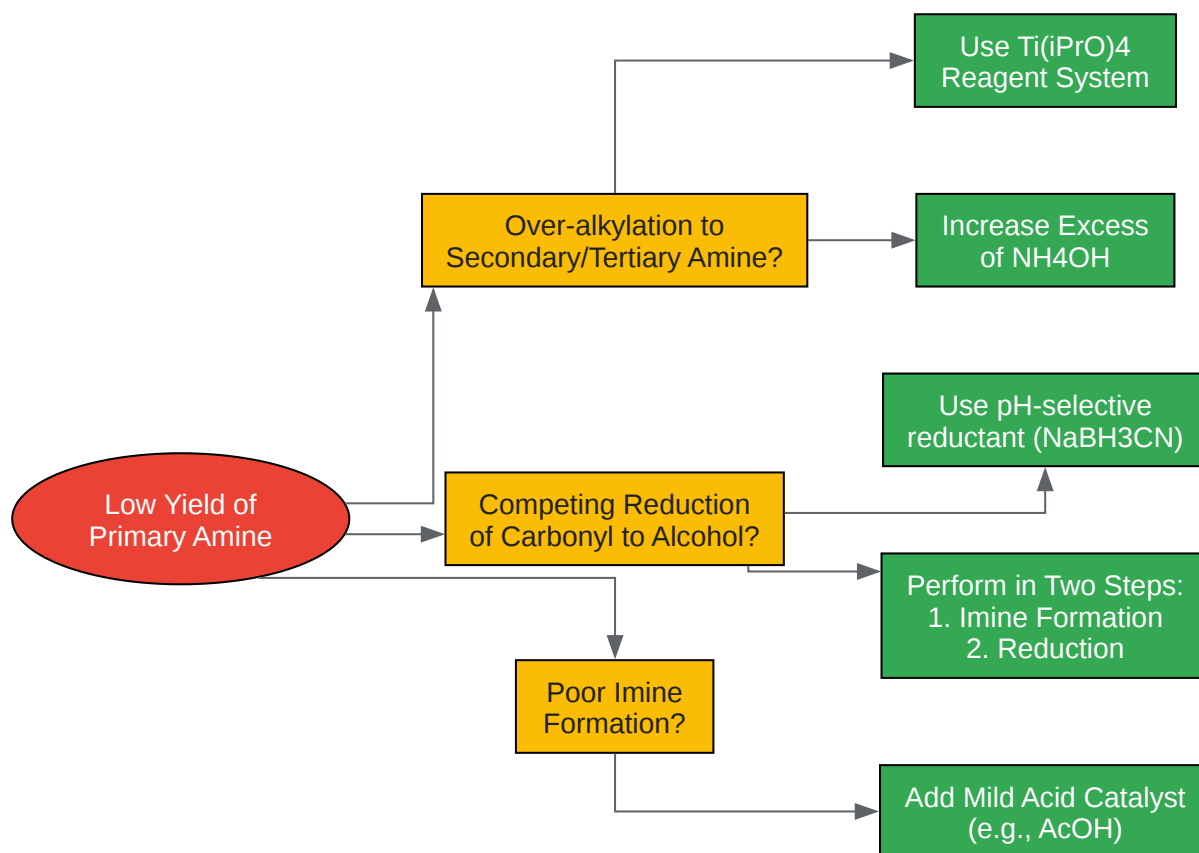 Use Ti(iPrO)4
Reagent System
Over-alkylation to
Secondary/Tertiary Amine?
Increase Excess
of NH4OH
Use pH-selective
reductant (NaBH3CN)
Low Yield of
Primary Amine
Competing Reduction
of Carbonyl to Alcohol?
Perform in Two Steps:
1. Imine Formation
2. Reduction
Poor Imine
Formation?
Add Mild Acid Catalyst
(e.g., AcOH)